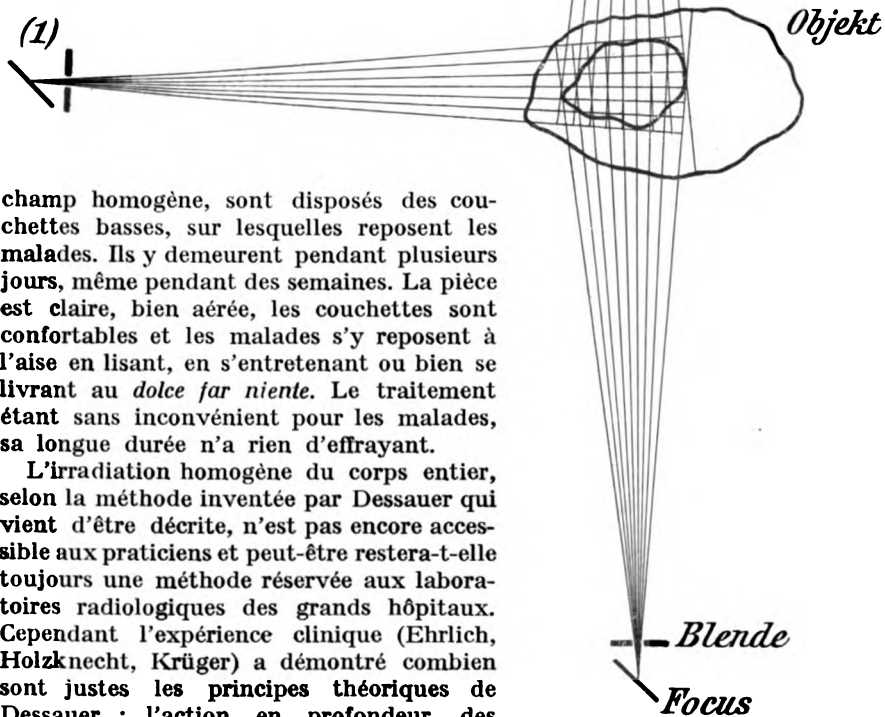 (1)
Objekt
champ homogène, sont disposés des cou-
chettes basses, sur lesquelles reposent les
malades. Ils y demeurent pendant plusieurs
jours, même pendant des semaines. La pièce
est claire, bien aérée, les couchettes sont
confortables et les malades s'y reposent à
l'aise en lisant, en s'entretenant ou bien se
livrant au dolce far niente. Le traitement
étant sans inconvénient pour les malades,
sa longue durée n'a rien d'effrayant.
L'irradiation homogène du corps entier,
selon la méthode inventée par Dessauer qui
vient d'être décrite, n'est pas encore acces-
sible aux praticiens et peut-être restera-t-elle
toujours une méthode réservée aux labora-
toires radiologiques des grands hôpitaux.
Cependant l'expérience clinique (Ehrlich,
Holzknecht, Krüger) a démontré combien
sont justes les principes théoriques de
Dessauer : l'action en profondeur des
Blende
Focus